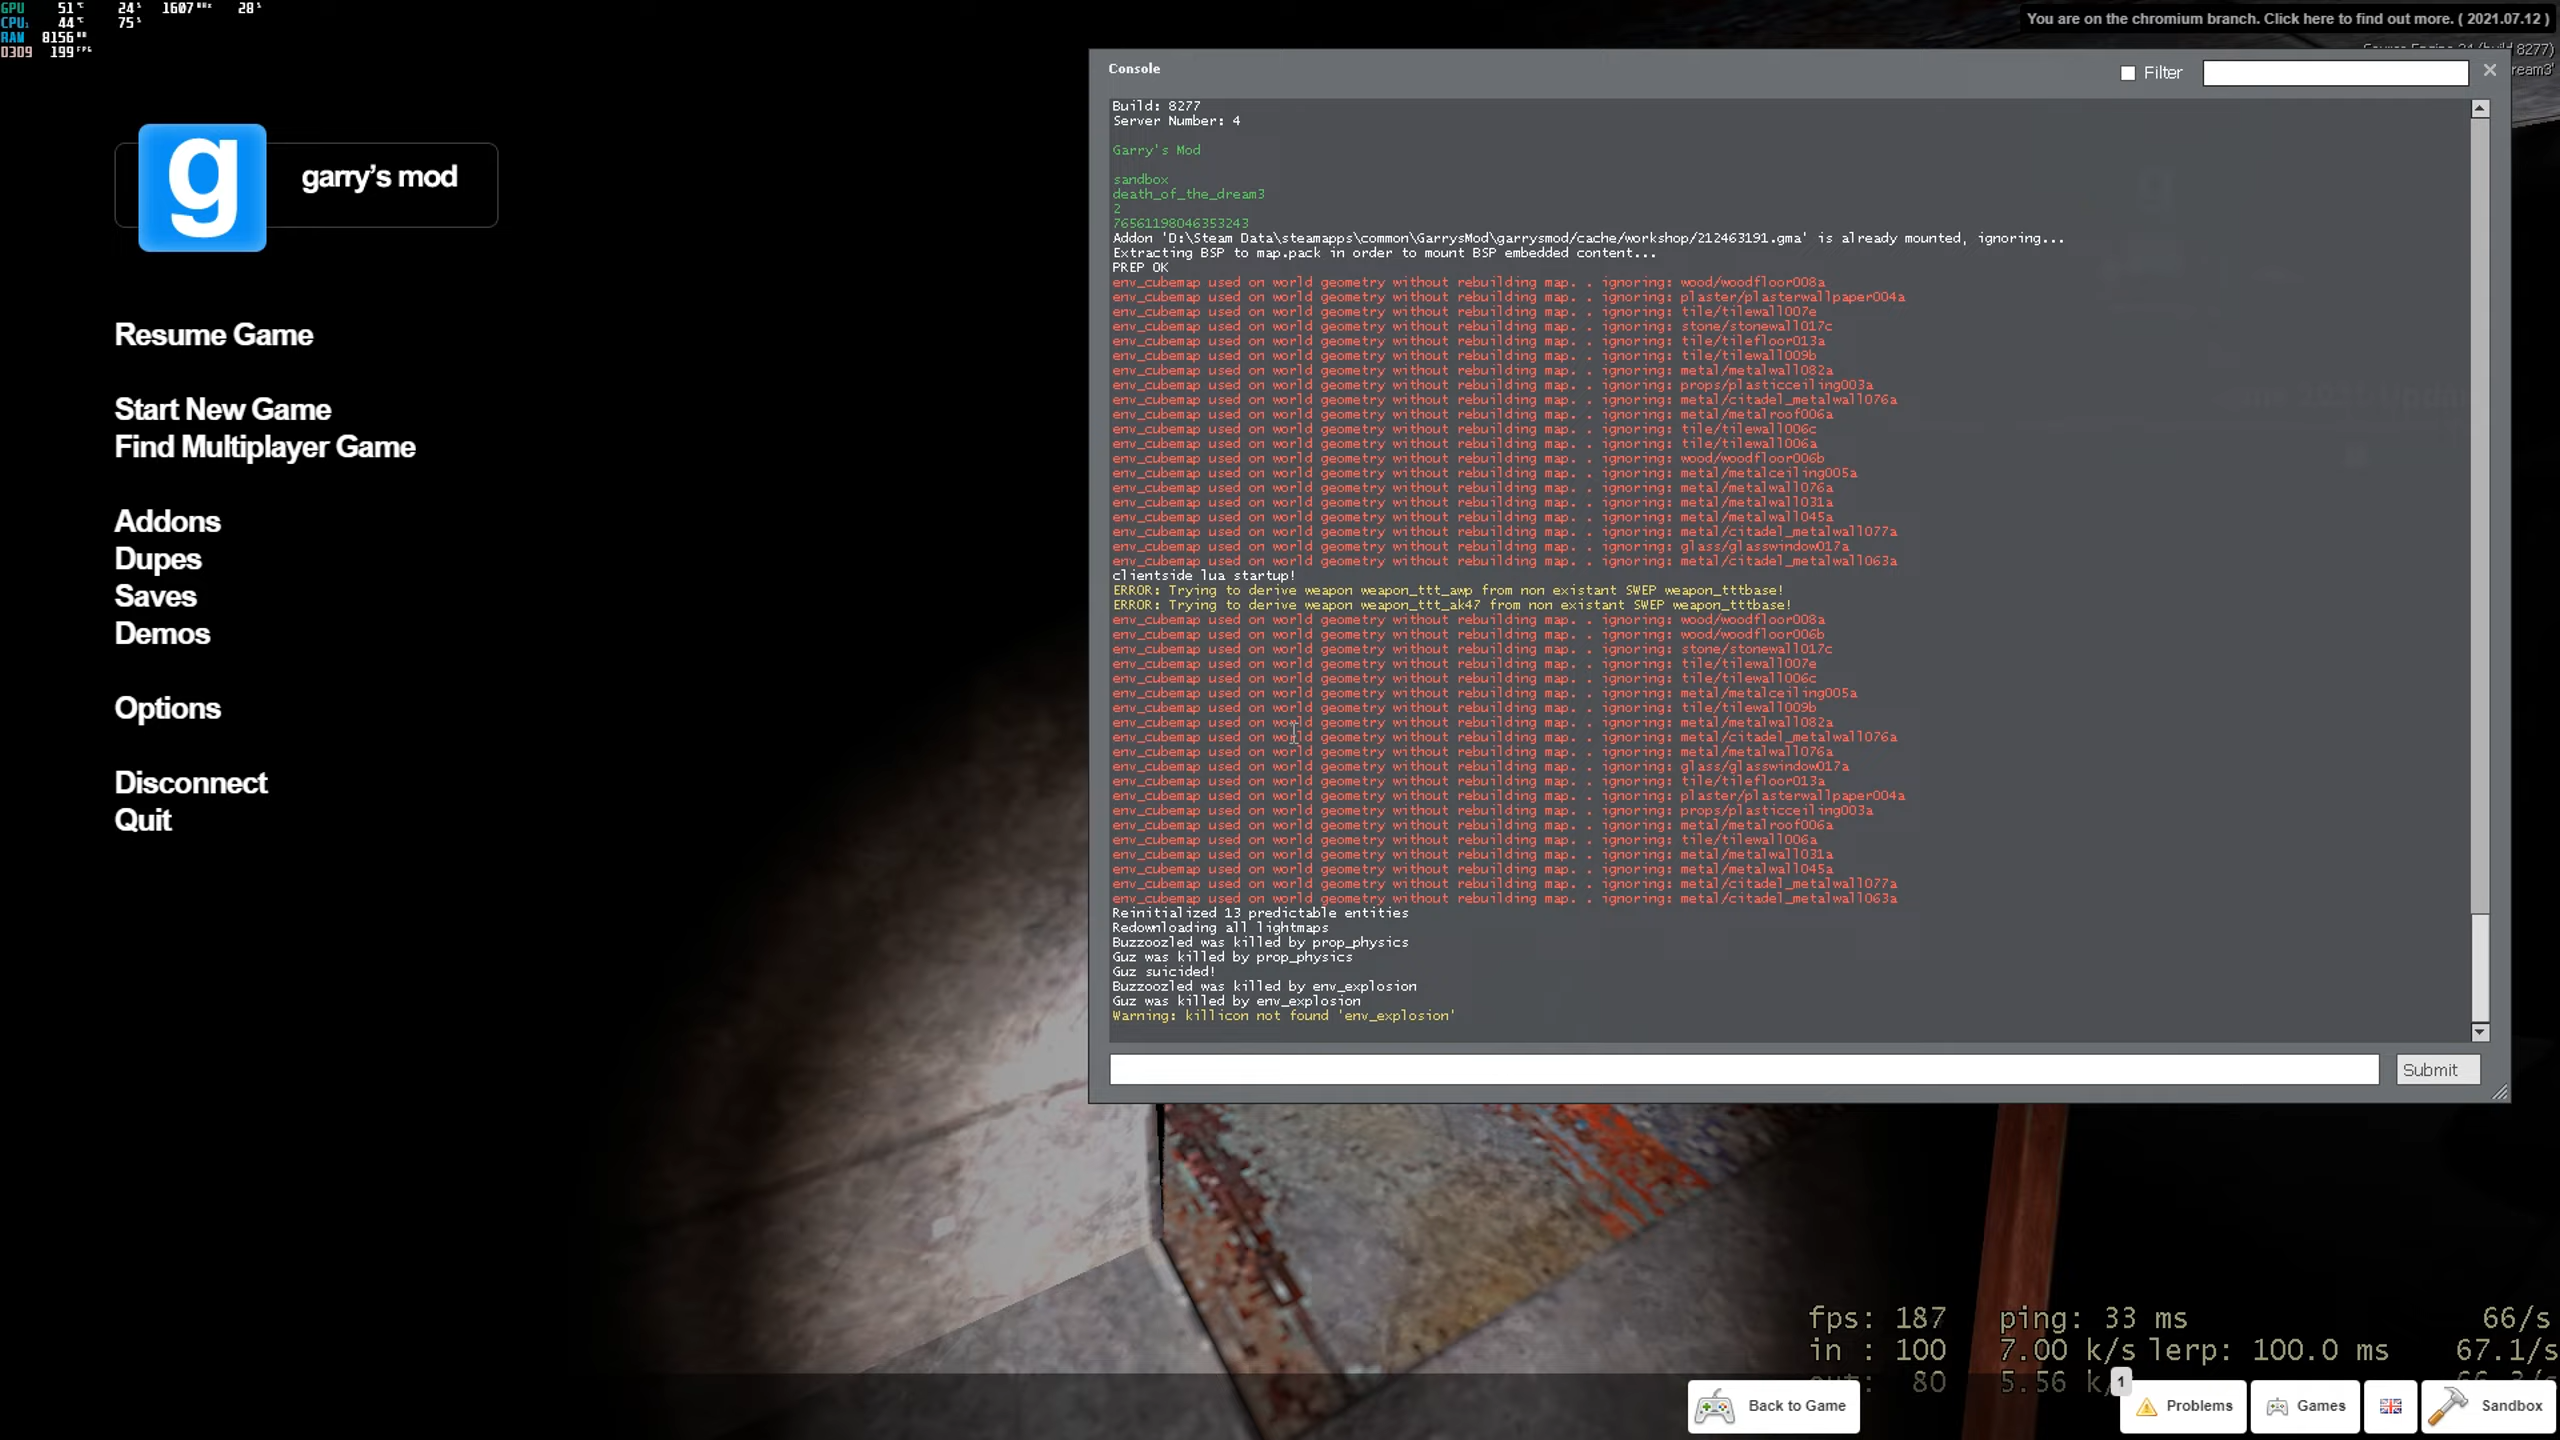 GPU 51°C 24% 1607MHz 28%
CPU1 44°C 75%
RAM 8156MB
D3D9 199FPS
You are on the chromium branch. Click here to find out more. ( 2021.07.12 )
8277)
ream3'
g
garry's mod
Resume Game
Start New Game
Find Multiplayer Game
Addons
Dupes
Saves
Demos
Options
Disconnect
Quit
Console
Filter
Build: 8277
Server Number: 4
Garry's Mod
sandbox
death_of_the_dream3
2
76561198046353243
Addon 'D:\Steam Data\steamapps\common\GarrysMod\garrysmod/cache/workshop/212463191.gma' is already mounted, ignoring...
Extracting BSP to map.pack in order to mount BSP embedded content...
PREP OK
env_cubemap used on world geometry without rebuilding map. . ignoring: wood/woodfloor008a
env_cubemap used on world geometry without rebuilding map. . ignoring: plaster/plasterwallpaper004a
env_cubemap used on world geometry without rebuilding map. . ignoring: tile/tilewall007e
env_cubemap used on world geometry without rebuilding map. . ignoring: stone/stonewall017c
env_cubemap used on world geometry without rebuilding map. . ignoring: tile/tilefloor013a
env_cubemap used on world geometry without rebuilding map. . ignoring: tile/tilewall009b
env_cubemap used on world geometry without rebuilding map. . ignoring: metal/metalwall082a
env_cubemap used on world geometry without rebuilding map. . ignoring: props/plasticceiling003a
env_cubemap used on world geometry without rebuilding map. . ignoring: metal/citadel_metalwall076a
env_cubemap used on world geometry without rebuilding map. . ignoring: metal/metalroof006a
env_cubemap used on world geometry without rebuilding map. . ignoring: tile/tilewall006c
env_cubemap used on world geometry without rebuilding map. . ignoring: tile/tilewall006a
env_cubemap used on world geometry without rebuilding map. . ignoring: wood/woodfloor006b
env_cubemap used on world geometry without rebuilding map. . ignoring: metal/metalceiling005a
env_cubemap used on world geometry without rebuilding map. . ignoring: metal/metalwall076a
env_cubemap used on world geometry without rebuilding map. . ignoring: metal/metalwall031a
env_cubemap used on world geometry without rebuilding map. . ignoring: metal/metalwall045a
env_cubemap used on world geometry without rebuilding map. . ignoring: metal/citadel_metalwall077a
env_cubemap used on world geometry without rebuilding map. . ignoring: glass/glasswindow017a
env_cubemap used on world geometry without rebuilding map. . ignoring: metal/citadel_metalwall063a
clientside lua startup!
ERROR: Trying to derive weapon weapon_ttt_awp from non existant SWEP weapon_tttbase!
ERROR: Trying to derive weapon weapon_ttt_ak47 from non existant SWEP weapon_tttbase!
env_cubemap used on world geometry without rebuilding map. . ignoring: wood/woodfloor008a
env_cubemap used on world geometry without rebuilding map. . ignoring: wood/woodfloor006b
env_cubemap used on world geometry without rebuilding map. . ignoring: stone/stonewall017c
env_cubemap used on world geometry without rebuilding map. . ignoring: tile/tilewall007e
env_cubemap used on world geometry without rebuilding map. . ignoring: tile/tilewall006c
env_cubemap used on world geometry without rebuilding map. . ignoring: metal/metalceiling005a
env_cubemap used on world geometry without rebuilding map. . ignoring: tile/tilewall009b
env_cubemap used on world geometry without rebuilding map. . ignoring: metal/metalwall082a
env_cubemap used on world geometry without rebuilding map. . ignoring: metal/citadel_metalwall076a
env_cubemap used on world geometry without rebuilding map. . ignoring: metal/metalwall076a
env_cubemap used on world geometry without rebuilding map. . ignoring: glass/glasswindow017a
env_cubemap used on world geometry without rebuilding map. . ignoring: tile/tilefloor013a
env_cubemap used on world geometry without rebuilding map. . ignoring: plaster/plasterwallpaper004a
env_cubemap used on world geometry without rebuilding map. . ignoring: props/plasticceiling003a
env_cubemap used on world geometry without rebuilding map. . ignoring: metal/metalroof006a
env_cubemap used on world geometry without rebuilding map. . ignoring: tile/tilewall006a
env_cubemap used on world geometry without rebuilding map. . ignoring: metal/metalwall031a
env_cubemap used on world geometry without rebuilding map. . ignoring: metal/metalwall045a
env_cubemap used on world geometry without rebuilding map. . ignoring: metal/citadel_metalwall077a
env_cubemap used on world geometry without rebuilding map. . ignoring: metal/citadel_metalwall063a
Reinitialized 13 predictable entities
Redownloading all lightmaps
Buzzoozled was killed by prop_physics
Guz was killed by prop_physics
Guz suicided!
Buzzoozled was killed by env_explosion
Guz was killed by env_explosion
Warning: killicon not found 'env_explosion'
Submit
fps: 187 ping: 33 ms 66/s
in : 100 7.00 k/s lerp: 100.0 ms 67.1/s
out: 80 5.56 k/
1
Back to Game
Problems
Games
Sandbox